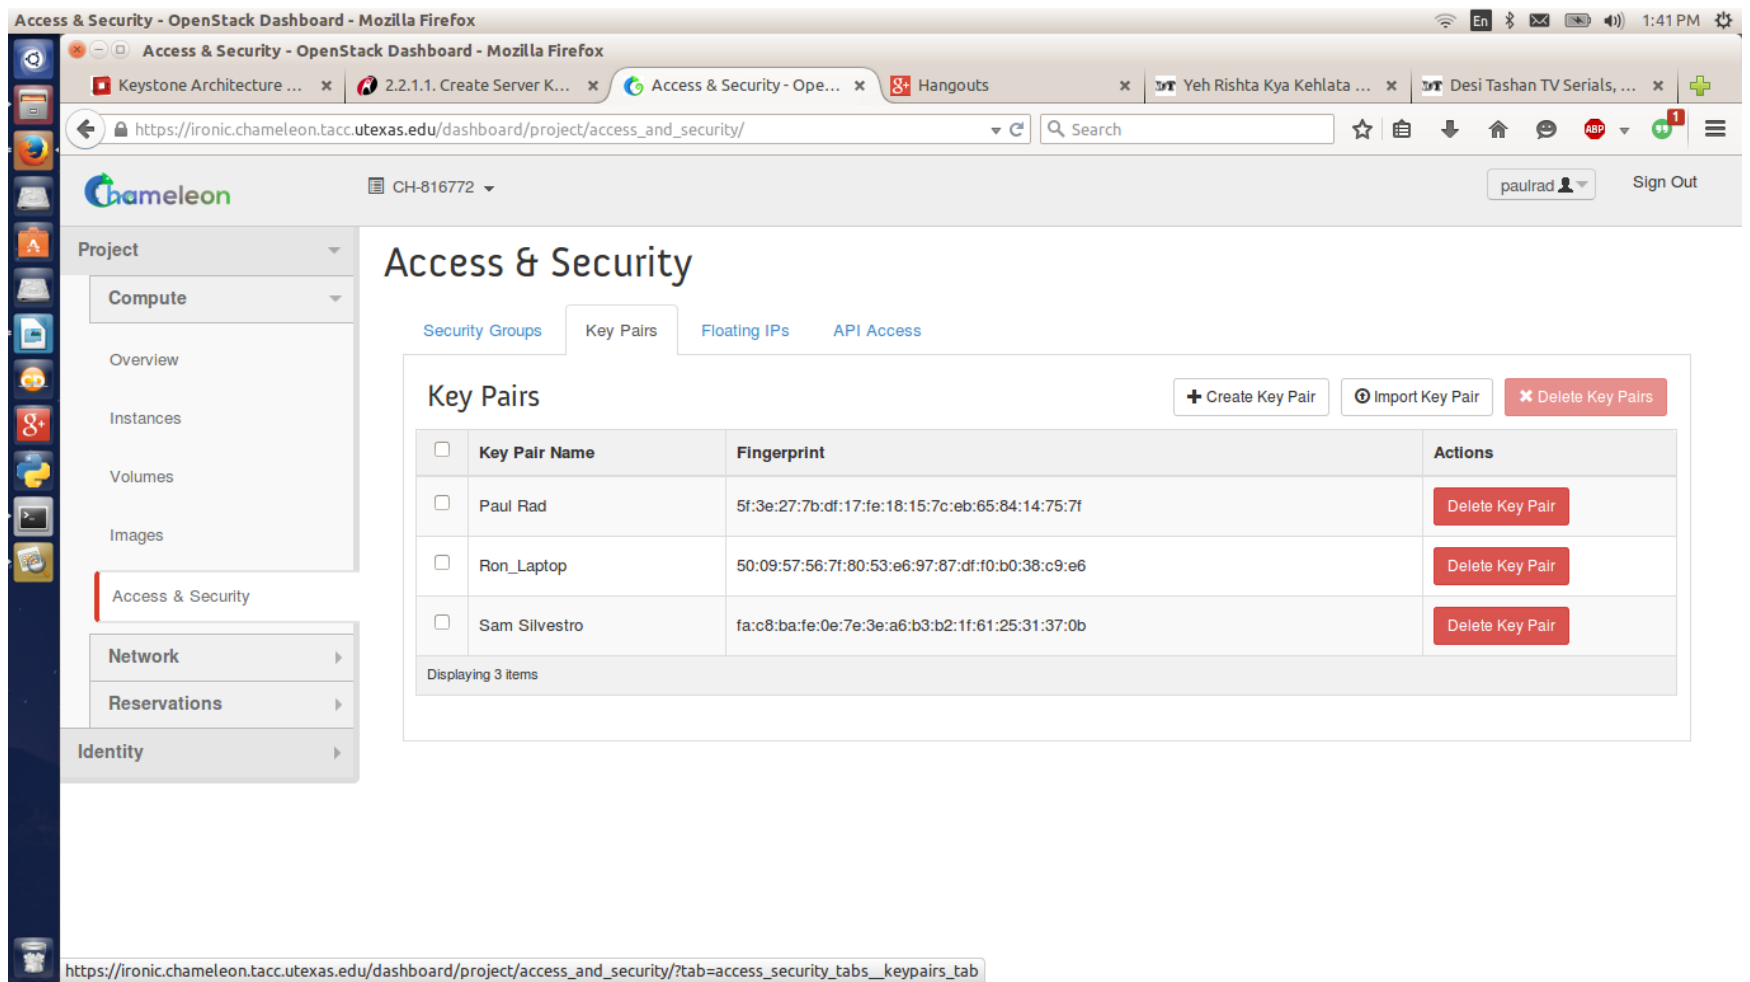 Access & Security - OpenStack Dashboard - Mozilla Firefox
En
1:41 PM
Access & Security - OpenStack Dashboard - Mozilla Firefox
Keystone Architecture ...
2.2.1.1. Create Server K...
Access & Security - Ope...
8+ Hangouts
Yeh Rishta Kya Kehlata ...
Desi Tashan TV Serials, ...
https://ironic.chameleon.tacc.utexas.edu/dashboard/project/access_and_security/
Search
ABP
1
Chameleon
CH-816772
paulrad
Sign Out
Project
Compute
Overview
Instances
Volumes
Images
Access & Security
Network
Reservations
Identity
Access & Security
Security Groups
Key Pairs
Floating IPs
API Access
Key Pairs
Create Key Pair
Import Key Pair
Delete Key Pairs
Key Pair Name
Fingerprint
Actions
Paul Rad
5f:3e:27:7b:df:17:fe:18:15:7c:eb:65:84:14:75:7f
Delete Key Pair
Ron_Laptop
50:09:57:56:7f:80:53:e6:97:87:df:f0:b0:38:c9:e6
Delete Key Pair
Sam Silvestro
fa:c8:ba:fe:0e:7e:3e:a6:b3:b2:1f:61:25:31:37:0b
Delete Key Pair
Displaying 3 items
https://ironic.chameleon.tacc.utexas.edu/dashboard/project/access_and_security/?tab=access_security_tabs__keypairs_tab